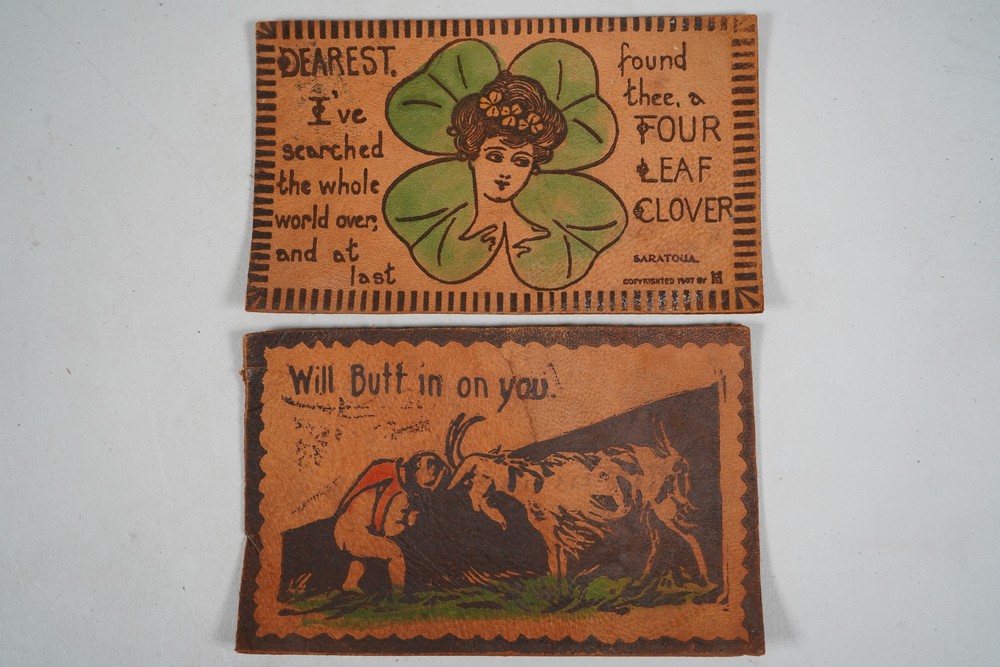 DEAREST.
I've
searched
the whole
world over,
and at
last
found
thee, a
FOUR
LEAF
CLOVER
SARATOGA.
COPYRIGHTED 1907 BY H
Will Butt in on you!